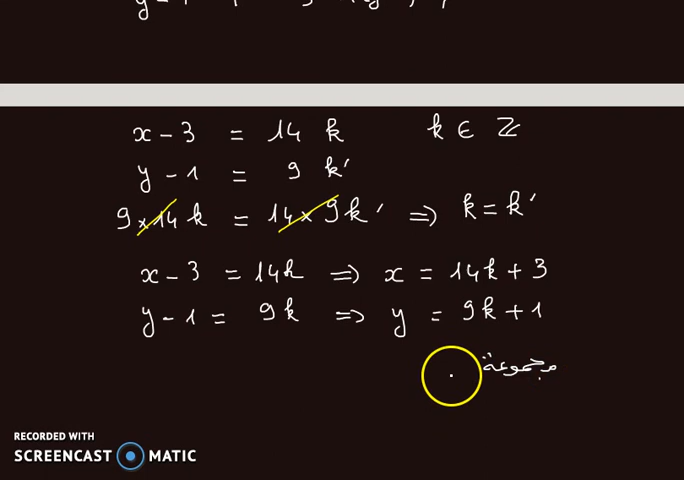 x - 3 = 14 k k ∈ ℤ
y - 1 = 9 k'
9 × 14 k = 14 × 9 k' ⇒ k = k'
x - 3 = 14k ⇒ x = 14k + 3
y - 1 = 9k ⇒ y = 9k + 1
مجموعة
RECORDED WITH
SCREENCAST MATIC